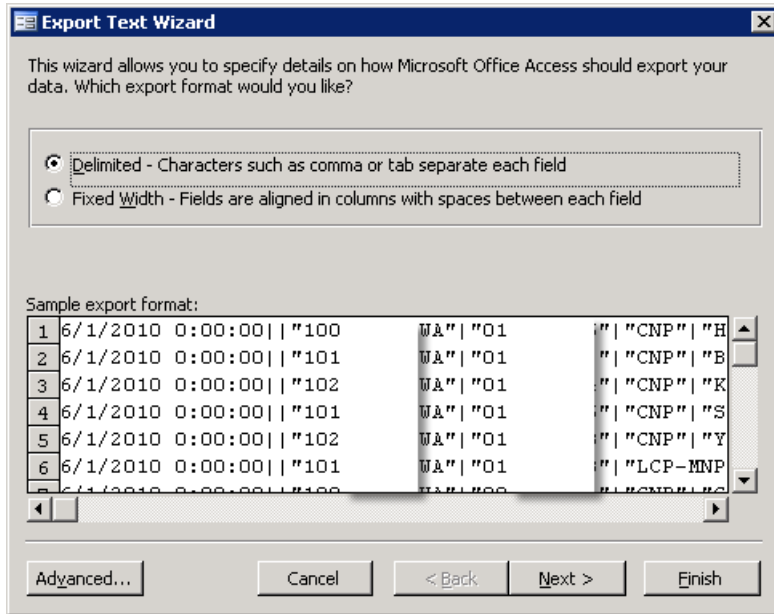 Export Text Wizard
This wizard allows you to specify details on how Microsoft Office Access should export your
data. Which export format would you like?
Delimited - Characters such as comma or tab separate each field
Fixed Width - Fields are aligned in columns with spaces between each field
Sample export format:
1 6/1/2010 0:00:00||"100 WA"|"01 "|"CNP"|"H
2 6/1/2010 0:00:00||"101 WA"|"01 "|"CNP"|"B
3 6/1/2010 0:00:00||"102 WA"|"01 "|"CNP"|"K
4 6/1/2010 0:00:00||"101 WA"|"01 "|"CNP"|"S
5 6/1/2010 0:00:00||"102 WA"|"01 "|"CNP"|"Y
6 6/1/2010 0:00:00||"101 WA"|"01 "|"LCP-MNP
Advanced... Cancel < Back Next > Finish